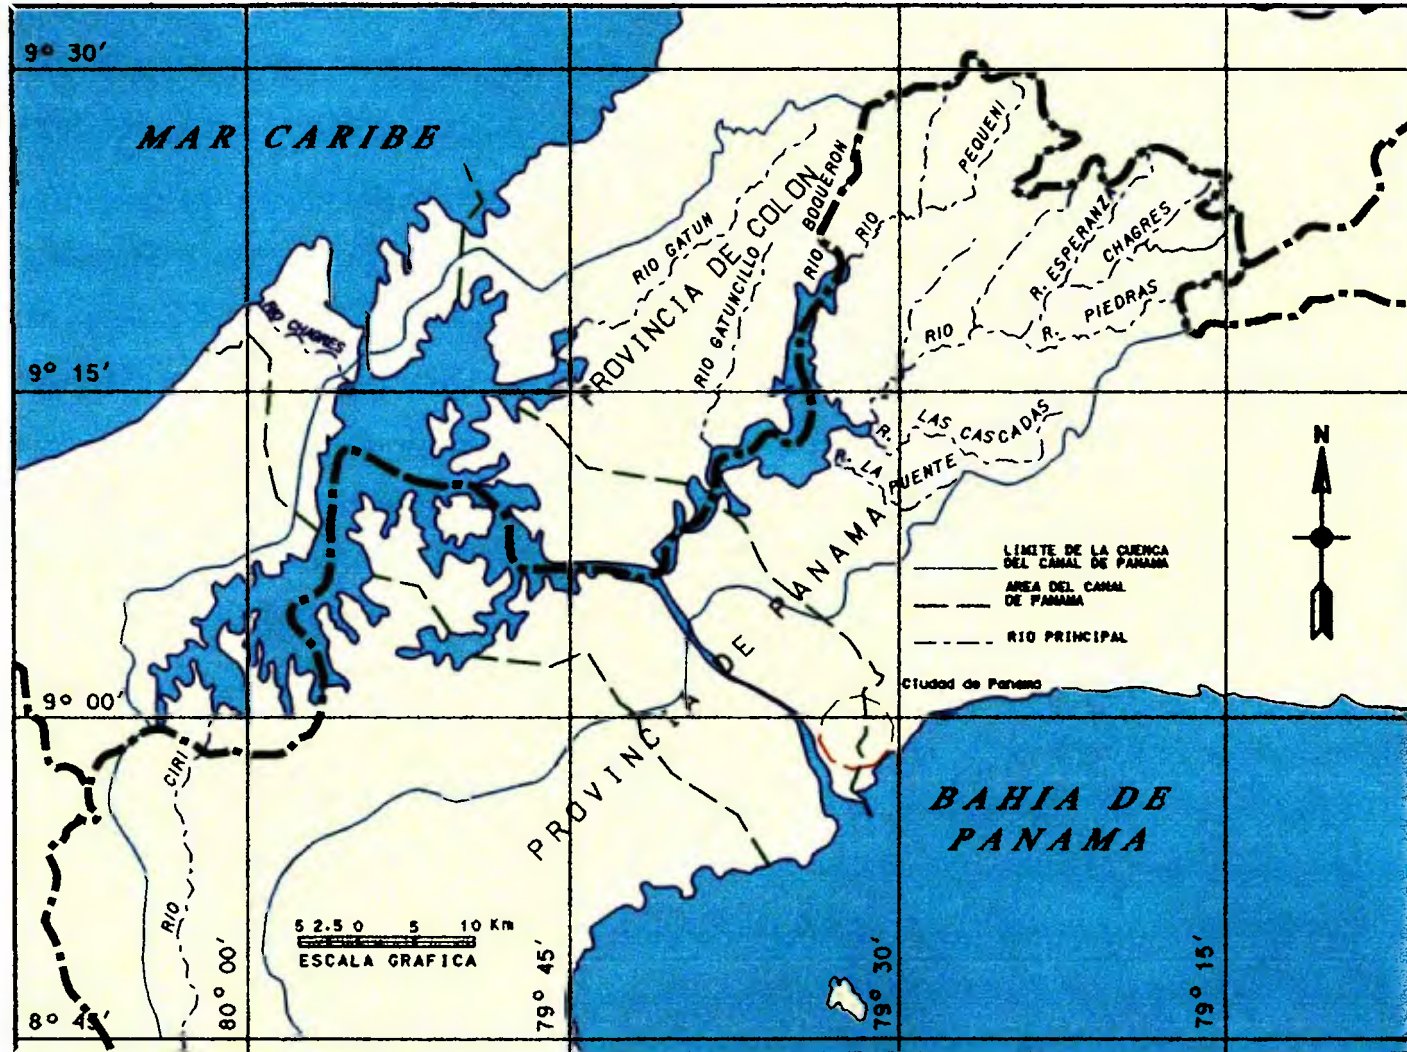 9° 30'
MAR CARIBE
PEQUENI
RIO
BOQUERON
RIO
RIO GATUN
PROVINCIA DE COLON
RIO GATUNCILLO
R. ESPERANZA
CHAGRES
RIO
R. PIEDRAS
RIO CHAGRES
9° 15'
R. LAS CASCADAS
R. LA PUENTE
N
LIMITE DE LA CUENCA
DEL CANAL DE PANAMA
AREA DEL CANAL
DE PANAMA
RIO PRINCIPAL
PROVINCIA DE PANAMA
Ciudad de Panama
9° 00'
RIO CIRI
BAHIA DE
PANAMA
5 2.5 0 5 10 Km
ESCALA GRAFICA
8° 45'
80° 00'
79° 45'
79° 30'
79° 15'